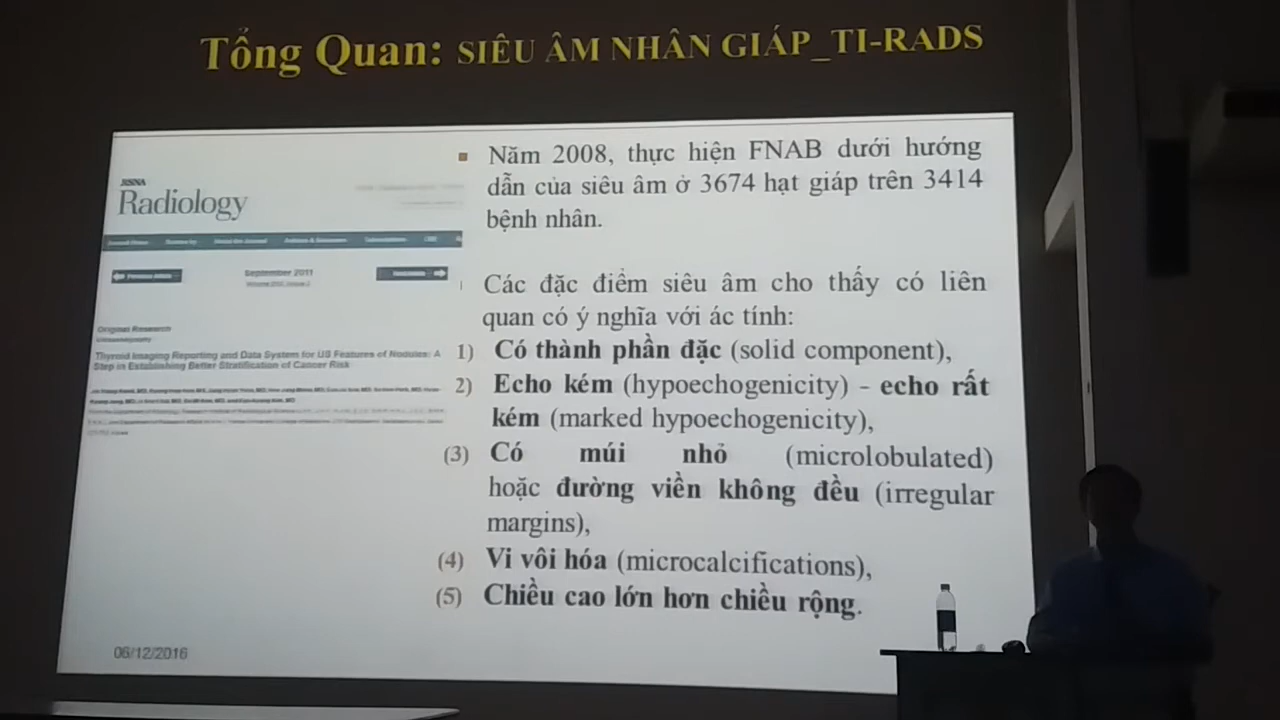 Tổng Quan: SIÊU ÂM NHÂN GIÁP_TI-RADS
RSNA
Radiology
September 2011
Original Research
Thyroid Imaging Reporting and Data System for US Features of Nodules: A
Step in Establishing Better Stratification of Cancer Risk
Năm 2008, thực hiện FNAB dưới hướng
dẫn của siêu âm ở 3674 hạt giáp trên 3414
bệnh nhân.
Các đặc điểm siêu âm cho thấy có liên
quan có ý nghĩa với ác tính:
1) Có thành phần đặc (solid component),
2) Echo kém (hypoechogenicity) - echo rất
kém (marked hypoechogenicity),
(3) Có múi nhỏ (microlobulated)
hoặc đường viền không đều (irregular
margins),
(4) Vi vôi hóa (microcalcifications),
(5) Chiều cao lớn hơn chiều rộng.
06/12/2016